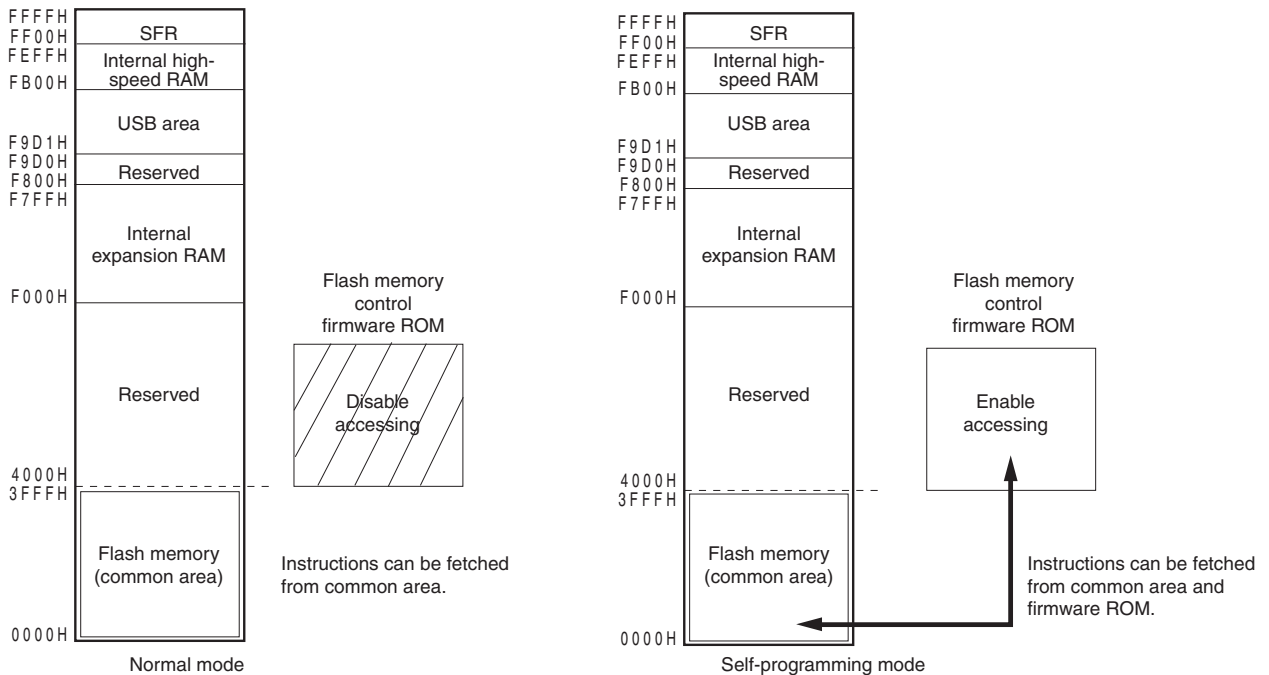 FFFFH
SFR
FF00H
FEFFH
Internal high-
speed RAM
FB00H
USB area
F9D1H
F9D0H
Reserved
F800H
F7FFH
Internal
expansion RAM
F000H
Flash memory
control
firmware ROM
Reserved
Disable
accessing
4000H
3FFFH
Flash memory
(common area)
Instructions can be fetched
from common area.
0000H
Normal mode
FFFFH
SFR
FF00H
FEFFH
Internal high-
speed RAM
FB00H
USB area
F9D1H
F9D0H
Reserved
F800H
F7FFH
Internal
expansion RAM
F000H
Flash memory
control
firmware ROM
Reserved
Enable
accessing
4000H
3FFFH
Flash memory
(common area)
Instructions can be fetched
from common area and
firmware ROM.
0000H
Self-programming mode